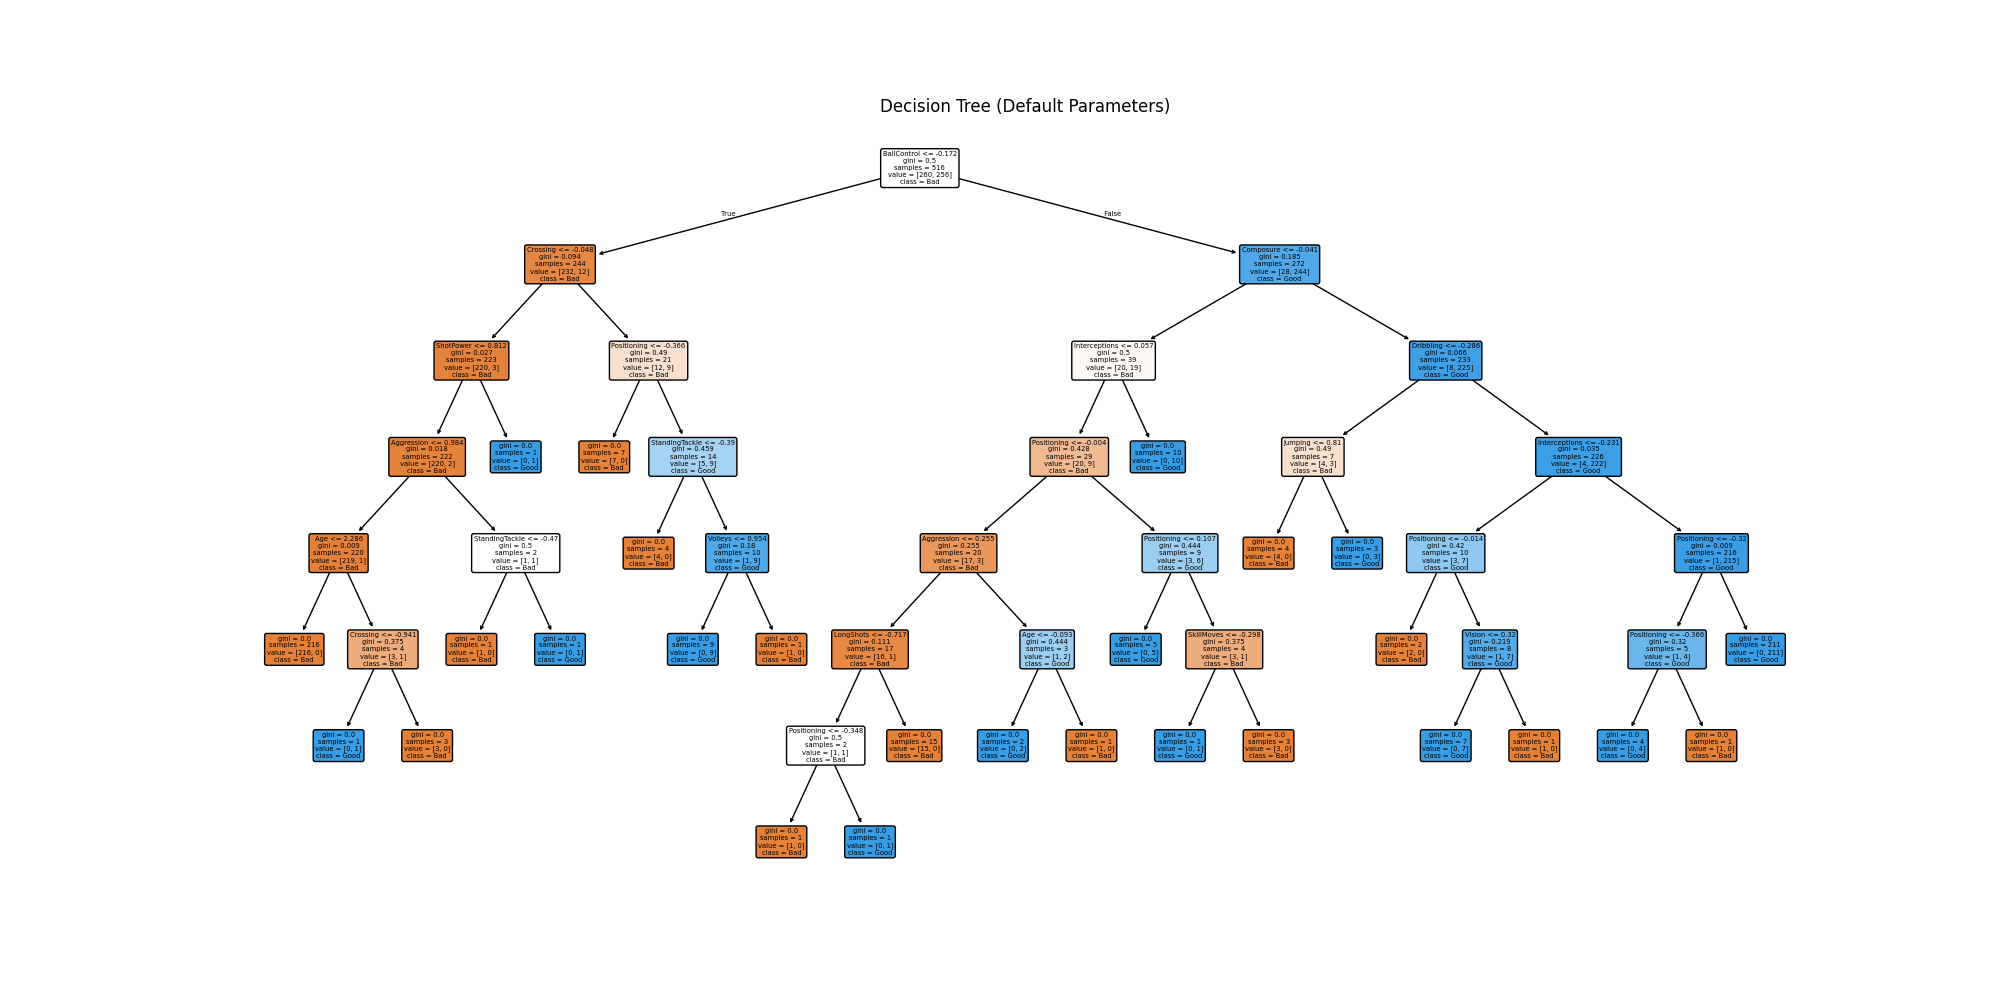 Decision Tree (Default Parameters)
BallControl <= -0.172
gini = 0.5
samples = 516
value = [260, 256]
class = Bad
True
False
Crossing <= -0.048
gini = 0.094
samples = 244
value = [232, 12]
class = Bad
Composure <= -0.041
gini = 0.185
samples = 272
value = [28, 244]
class = Good
ShotPower <= 0.812
gini = 0.027
samples = 223
value = [220, 3]
class = Bad
Positioning <= -0.366
gini = 0.49
samples = 21
value = [12, 9]
class = Bad
Interceptions <= 0.057
gini = 0.5
samples = 39
value = [20, 19]
class = Bad
Dribbling <= -0.286
gini = 0.066
samples = 233
value = [8, 225]
class = Good
Aggression <= 0.984
gini = 0.018
samples = 222
value = [220, 2]
class = Bad
gini = 0.0
samples = 1
value = [0, 1]
class = Good
gini = 0.0
samples = 7
value = [7, 0]
class = Bad
StandingTackle <= -0.39
gini = 0.459
samples = 14
value = [5, 9]
class = Good
Positioning <= -0.004
gini = 0.428
samples = 29
value = [20, 9]
class = Bad
gini = 0.0
samples = 10
value = [0, 10]
class = Good
Jumping <= 0.81
gini = 0.49
samples = 7
value = [4, 3]
class = Bad
Interceptions <= -0.231
gini = 0.035
samples = 226
value = [4, 222]
class = Good
Age <= 2.286
gini = 0.009
samples = 220
value = [219, 1]
class = Bad
StandingTackle <= -0.47
gini = 0.5
samples = 2
value = [1, 1]
class = Bad
gini = 0.0
samples = 4
value = [4, 0]
class = Bad
Volleys <= 0.954
gini = 0.18
samples = 10
value = [1, 9]
class = Good
Aggression <= 0.255
gini = 0.255
samples = 20
value = [17, 3]
class = Bad
Positioning <= 0.107
gini = 0.444
samples = 9
value = [3, 6]
class = Good
gini = 0.0
samples = 4
value = [4, 0]
class = Bad
gini = 0.0
samples = 3
value = [0, 3]
class = Good
Positioning <= -0.014
gini = 0.42
samples = 10
value = [3, 7]
class = Good
Positioning <= -0.32
gini = 0.009
samples = 216
value = [1, 215]
class = Good
gini = 0.0
samples = 216
value = [216, 0]
class = Bad
Crossing <= -0.941
gini = 0.375
samples = 4
value = [3, 1]
class = Bad
gini = 0.0
samples = 1
value = [1, 0]
class = Bad
gini = 0.0
samples = 1
value = [0, 1]
class = Good
gini = 0.0
samples = 9
value = [0, 9]
class = Good
gini = 0.0
samples = 1
value = [1, 0]
class = Bad
LongShots <= -0.717
gini = 0.111
samples = 17
value = [16, 1]
class = Bad
Age <= -0.093
gini = 0.444
samples = 3
value = [1, 2]
class = Good
gini = 0.0
samples = 5
value = [0, 5]
class = Good
SkillMoves <= -0.298
gini = 0.375
samples = 4
value = [3, 1]
class = Bad
gini = 0.0
samples = 2
value = [2, 0]
class = Bad
Vision <= 0.32
gini = 0.219
samples = 8
value = [1, 7]
class = Good
Positioning <= -0.366
gini = 0.32
samples = 5
value = [1, 4]
class = Good
gini = 0.0
samples = 211
value = [0, 211]
class = Good
gini = 0.0
samples = 1
value = [0, 1]
class = Good
gini = 0.0
samples = 3
value = [3, 0]
class = Bad
Positioning <= -0.348
gini = 0.5
samples = 2
value = [1, 1]
class = Bad
gini = 0.0
samples = 15
value = [15, 0]
class = Bad
gini = 0.0
samples = 2
value = [0, 2]
class = Good
gini = 0.0
samples = 1
value = [1, 0]
class = Bad
gini = 0.0
samples = 1
value = [0, 1]
class = Good
gini = 0.0
samples = 3
value = [3, 0]
class = Bad
gini = 0.0
samples = 7
value = [0, 7]
class = Good
gini = 0.0
samples = 1
value = [1, 0]
class = Bad
gini = 0.0
samples = 4
value = [0, 4]
class = Good
gini = 0.0
samples = 1
value = [1, 0]
class = Bad
gini = 0.0
samples = 1
value = [1, 0]
class = Bad
gini = 0.0
samples = 1
value = [0, 1]
class = Good